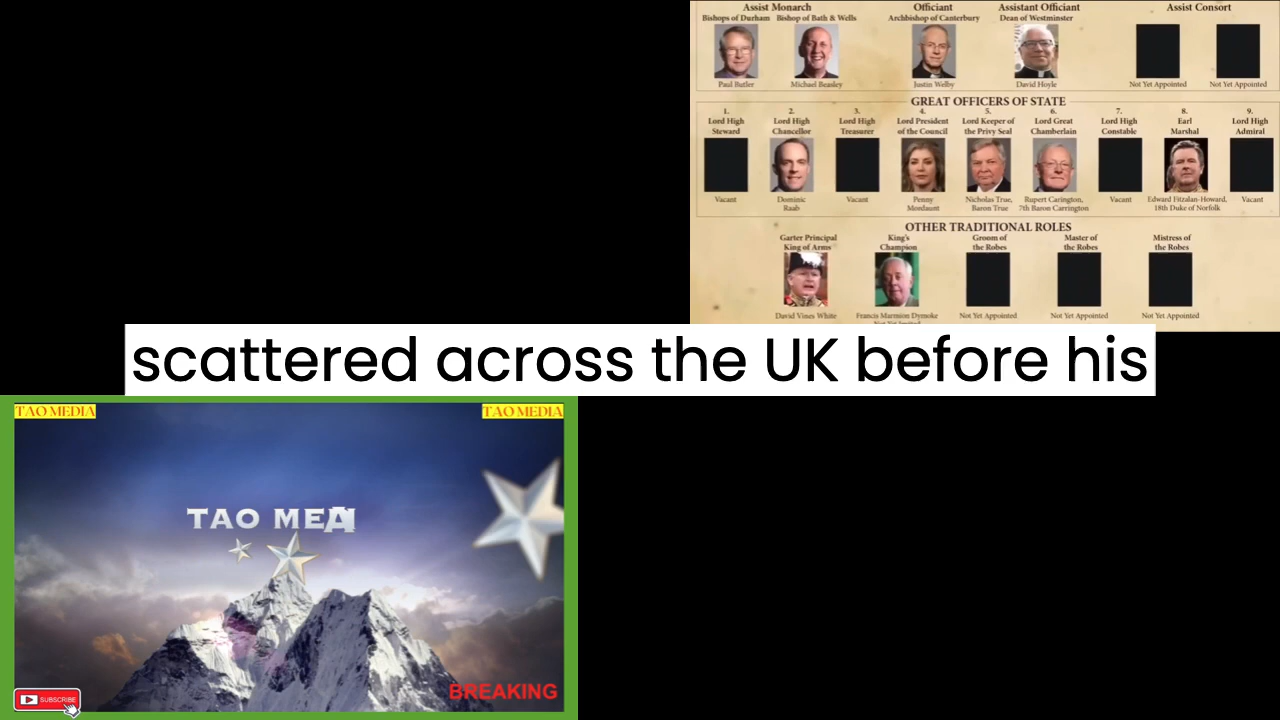 Assist Monarch Officiant Assistant Officiant Assist Consort
Bishops of Durham Bishop of Bath & Wells Archbishop of Canterbury Dean of Westminster
Paul Butler Michael Beasley Justin Welby David Hoyle Not Yet Appointed Not Yet Appointed
GREAT OFFICERS OF STATE
1. 2. 3. 4. 5. 6. 7. 8. 9.
Lord High Lord High Lord High Lord President Lord Keeper of Lord Great Lord High Earl Lord High
Steward Chancellor Treasurer of the Council the Privy Seal Chamberlain Constable Marshal Admiral
Vacant Dominic Vacant Penny Nicholas True, Rupert Carington, Vacant Edward Fitzalan-Howard, Vacant
Raab Mordaunt Baron True 7th Baron Carrington 18th Duke of Norfolk
OTHER TRADITIONAL ROLES
Garter Principal King's Groom of Master of Mistress of
King of Arms Champion the Robes the Robes the Robes
David Vines White Francis Marmion Dymoke Not Yet Appointed Not Yet Appointed Not Yet Appointed
scattered across the UK before his
TAO MEDIA TAO MEDIA
TAO MEA
BREAKING
SUBSCRIBE